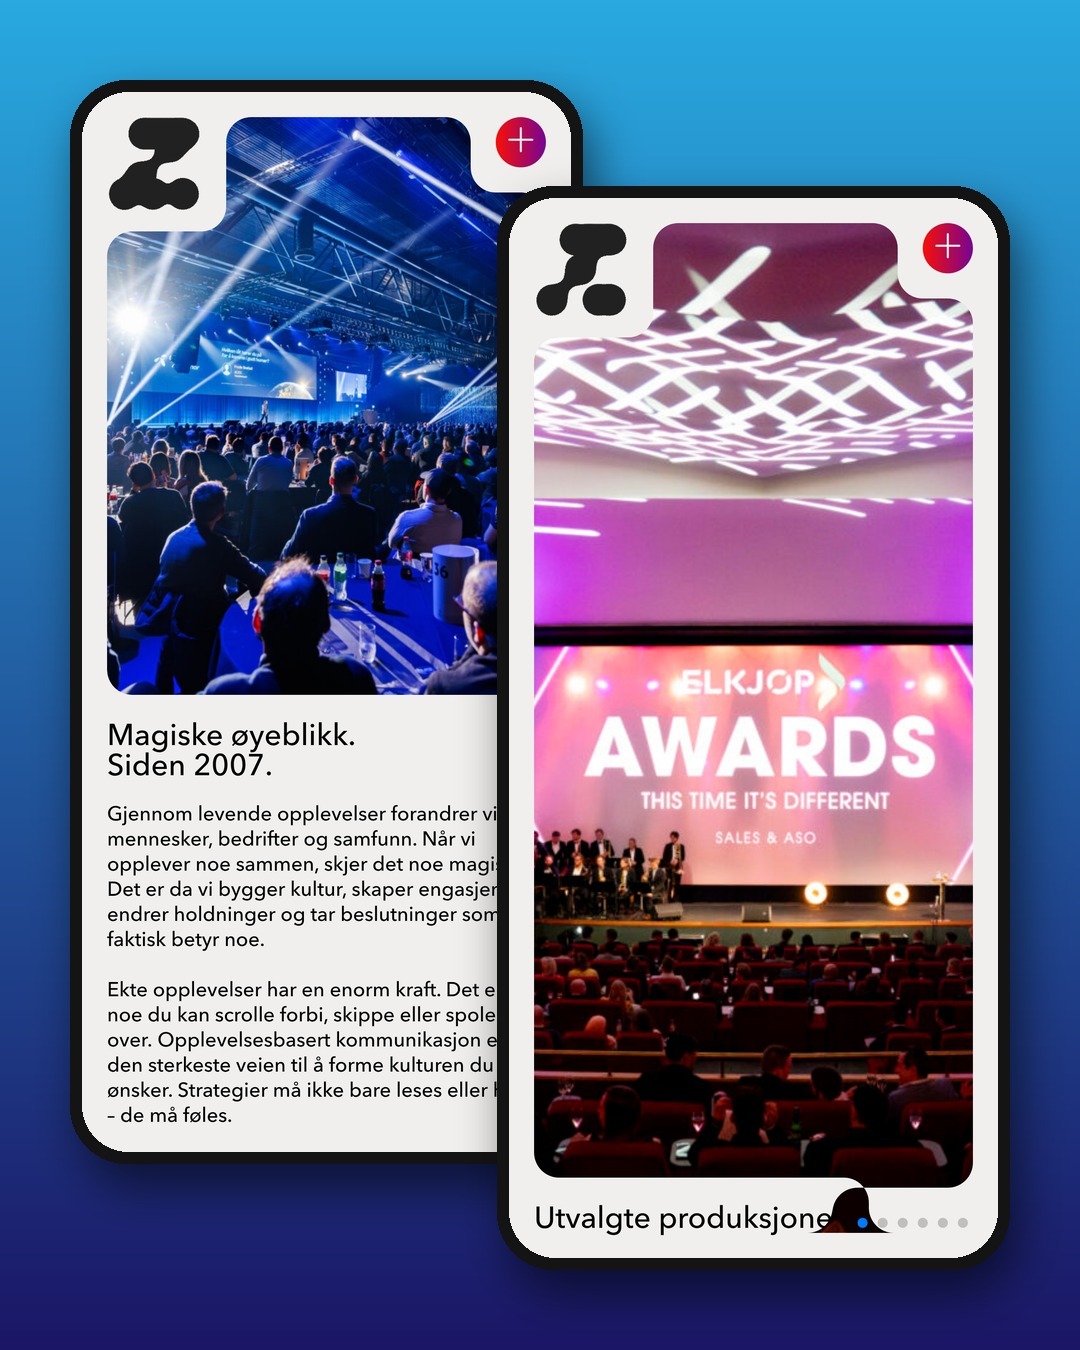 Magiske øyeblikk.
Siden 2007.
Gjennom levende opplevelser forandrer vi
mennesker, bedrifter og samfunn. Når vi
opplever noe sammen, skjer det noe
Det er da vi bygger kultur, skaper
endrer holdninger og tar beslutninger som
faktisk betyr noe.
Ekte opplevelser har en enorm kraft. Det
noe du kan scrolle forbi, skippe eller spole
over. Opplevelsesbasert kommunikasjon
den sterkeste veien til å forme kulturen du
ønsker. Strategier må ikke bare leses eller
– de må føles.
36
ELKJØP
AWARDS
THIS TIME IT'S DIFFERENT
SALES & ASO
Utvalgte